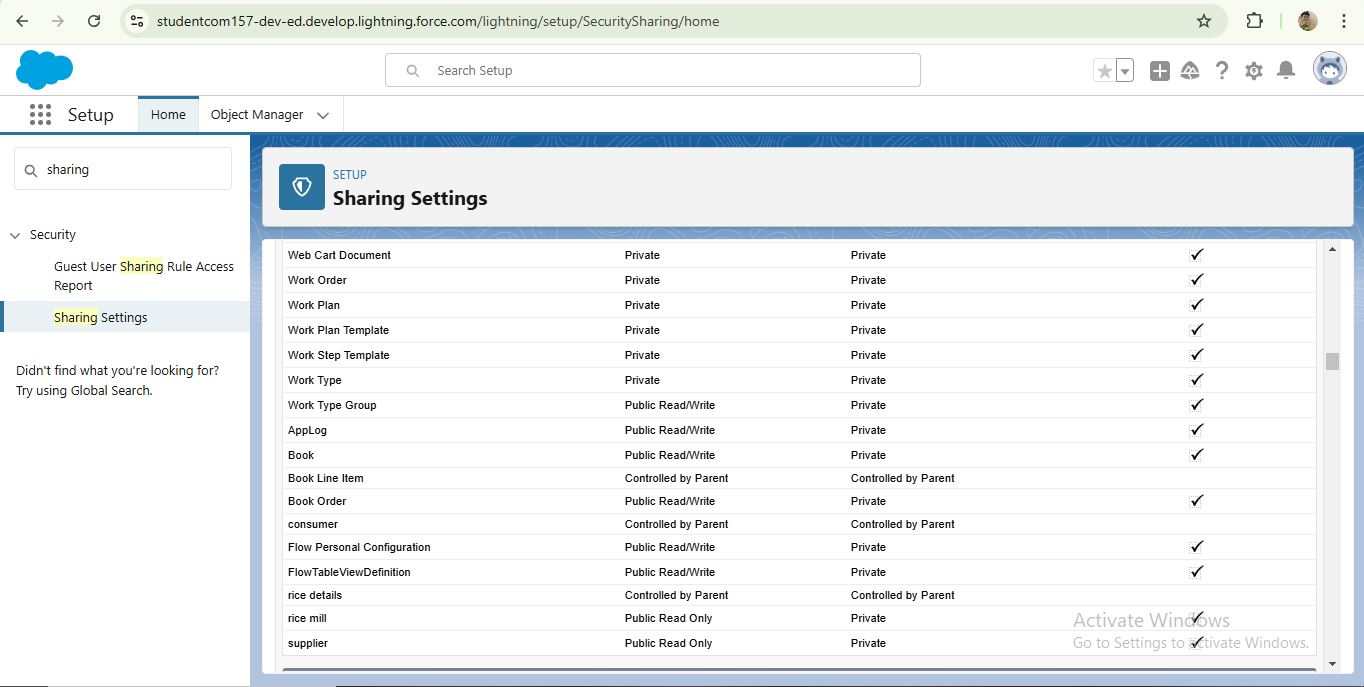 studentcom157-dev-ed.develop.lightning.force.com/lightning/setup/SecuritySharing/home
Search Setup
Setup
Home
Object Manager
sharing
Security
Guest User Sharing Rule Access
Report
Sharing Settings
Didn't find what you're looking for?
Try using Global Search.
SETUP
Sharing Settings
Web Cart Document Private Private
Work Order Private Private
Work Plan Private Private
Work Plan Template Private Private
Work Step Template Private Private
Work Type Private Private
Work Type Group Public Read/Write Private
AppLog Public Read/Write Private
Book Public Read/Write Private
Book Line Item Controlled by Parent Controlled by Parent
Book Order Public Read/Write Private
consumer Controlled by Parent Controlled by Parent
Flow Personal Configuration Public Read/Write Private
FlowTableViewDefinition Public Read/Write Private
rice details Controlled by Parent Controlled by Parent
rice mill Public Read Only Private
supplier Public Read Only Private
Activate Windows
Go to Settings to activate Windows.